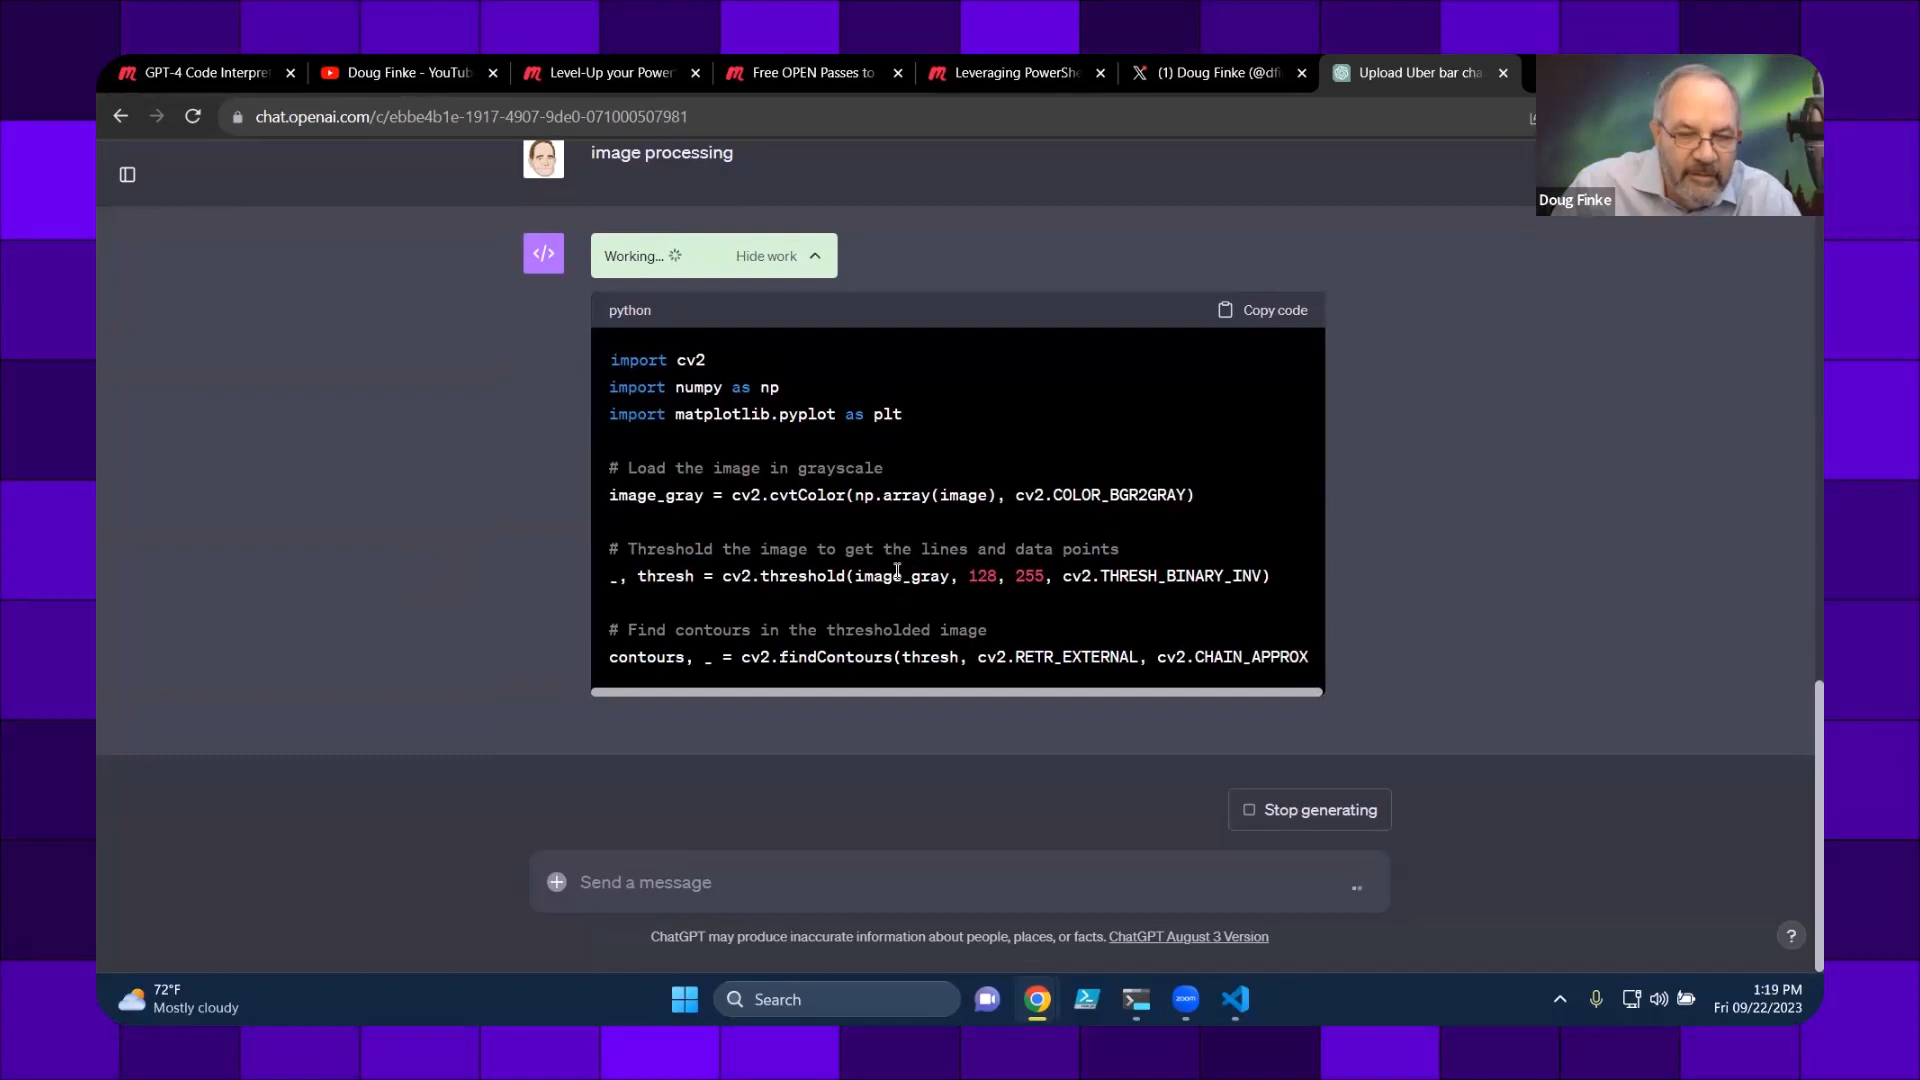 GPT-4 Code Interpre
Doug Finke - YouTub
Level-Up your Power
Free OPEN Passes to
Leveraging PowerShe
(1) Doug Finke (@dfi
Upload Uber bar cha
chat.openai.com/c/ebbe4b1e-1917-4907-9de0-071000507981
Doug Finke
image processing
Working...
Hide work
python
Copy code
import cv2
import numpy as np
import matplotlib.pyplot as plt
# Load the image in grayscale
image_gray = cv2.cvtColor(np.array(image), cv2.COLOR_BGR2GRAY)
# Threshold the image to get the lines and data points
_, thresh = cv2.threshold(image_gray, 128, 255, cv2.THRESH_BINARY_INV)
# Find contours in the thresholded image
contours, _ = cv2.findContours(thresh, cv2.RETR_EXTERNAL, cv2.CHAIN_APPROX
Stop generating
Send a message
ChatGPT may produce inaccurate information about people, places, or facts. ChatGPT August 3 Version
?
72°F
Mostly cloudy
Search
zoom
1:19 PM
Fri 09/22/2023